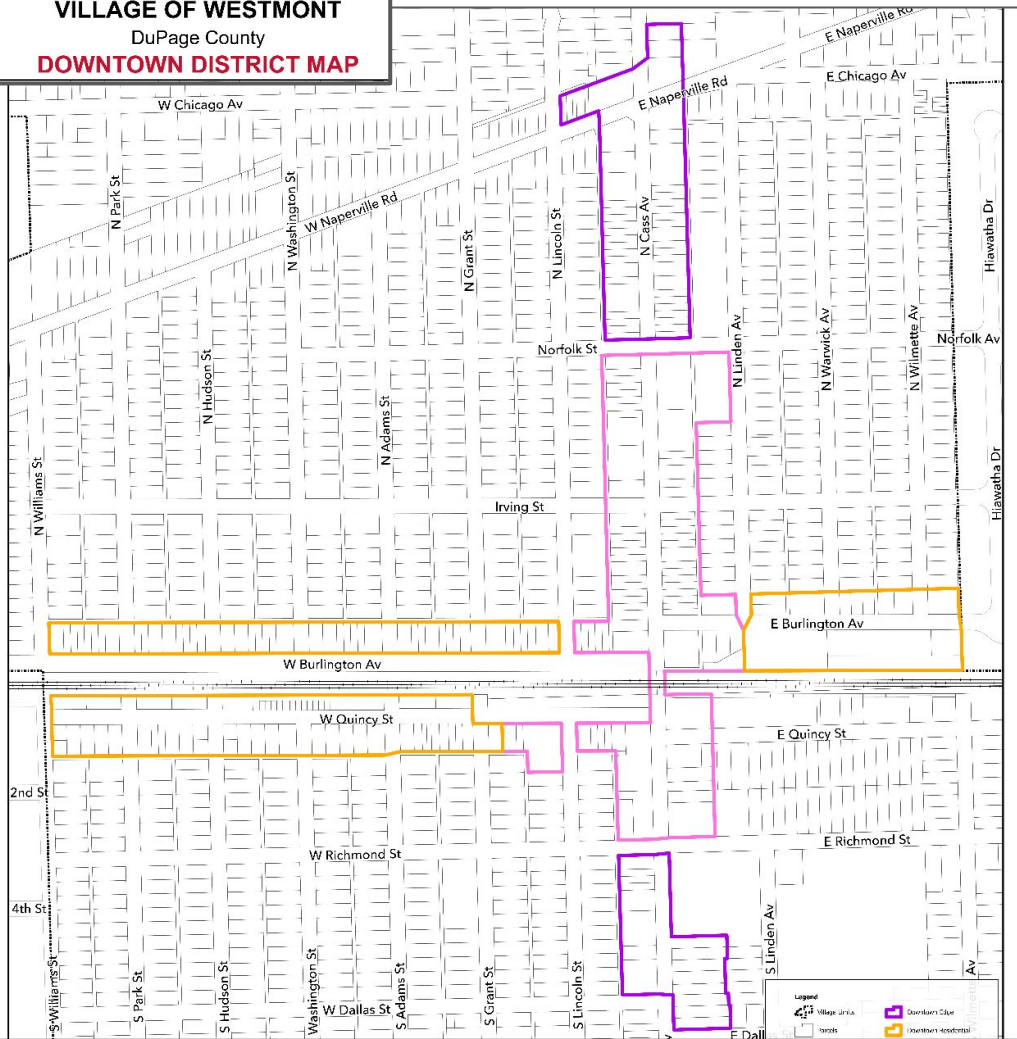 VILLAGE OF WESTMONT
DuPage County
DOWNTOWN DISTRICT MAP
E Naperville Rd
E Chicago Av
W Chicago Av
E Naperville Rd
N Park St
N Washington St
W Naperville Rd
N Grant St
N Lincoln St
N Cass Av
Hiawatha Dr
Norfolk St
N Linden Av
N Warwick Av
N Wilmette Av
Norfolk Av
N Hudson St
N Adams St
N Williams St
Irving St
Hiawatha Dr
E Burlington Av
W Burlington Av
W Quincy St
E Quincy St
2nd St
W Richmond St
E Richmond St
4th St
S Williams St
S Park St
S Hudson St
Washington St
S Adams St
S Grant St
S Lincoln St
S Linden Av
Av
W Dallas St
E Dall
Legend
Village Limits
Parcels
Downtown Edge
Downtown Residential